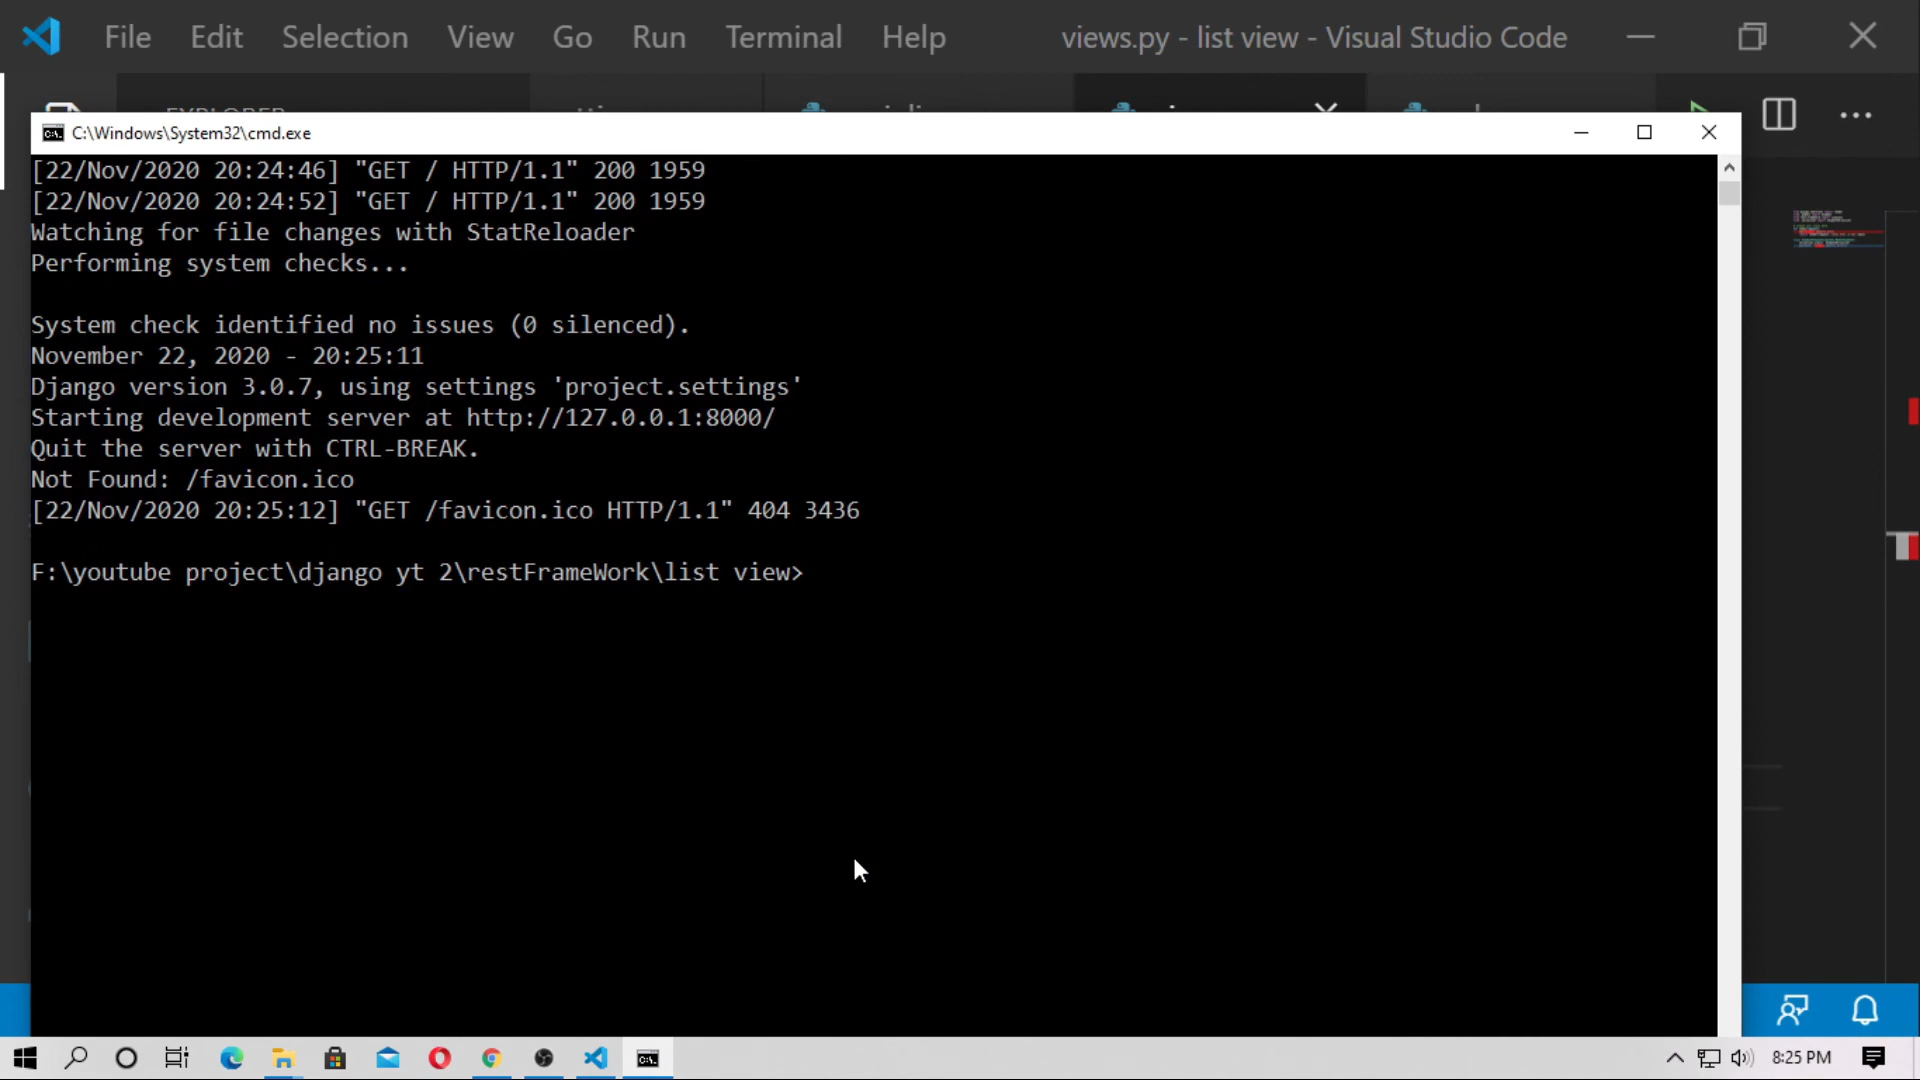 File Edit Selection View Go Run Terminal Help views.py - list view - Visual Studio Code
EXPLORER
C:\Windows\System32\cmd.exe
[22/Nov/2020 20:24:46] "GET / HTTP/1.1" 200 1959
[22/Nov/2020 20:24:52] "GET / HTTP/1.1" 200 1959
Watching for file changes with StatReloader
Performing system checks...
System check identified no issues (0 silenced).
November 22, 2020 - 20:25:11
Django version 3.0.7, using settings 'project.settings'
Starting development server at http://127.0.0.1:8000/
Quit the server with CTRL-BREAK.
Not Found: /favicon.ico
[22/Nov/2020 20:25:12] "GET /favicon.ico HTTP/1.1" 404 3436
F:\youtube project\django yt 2\restFrameWork\list view>
8:25 PM